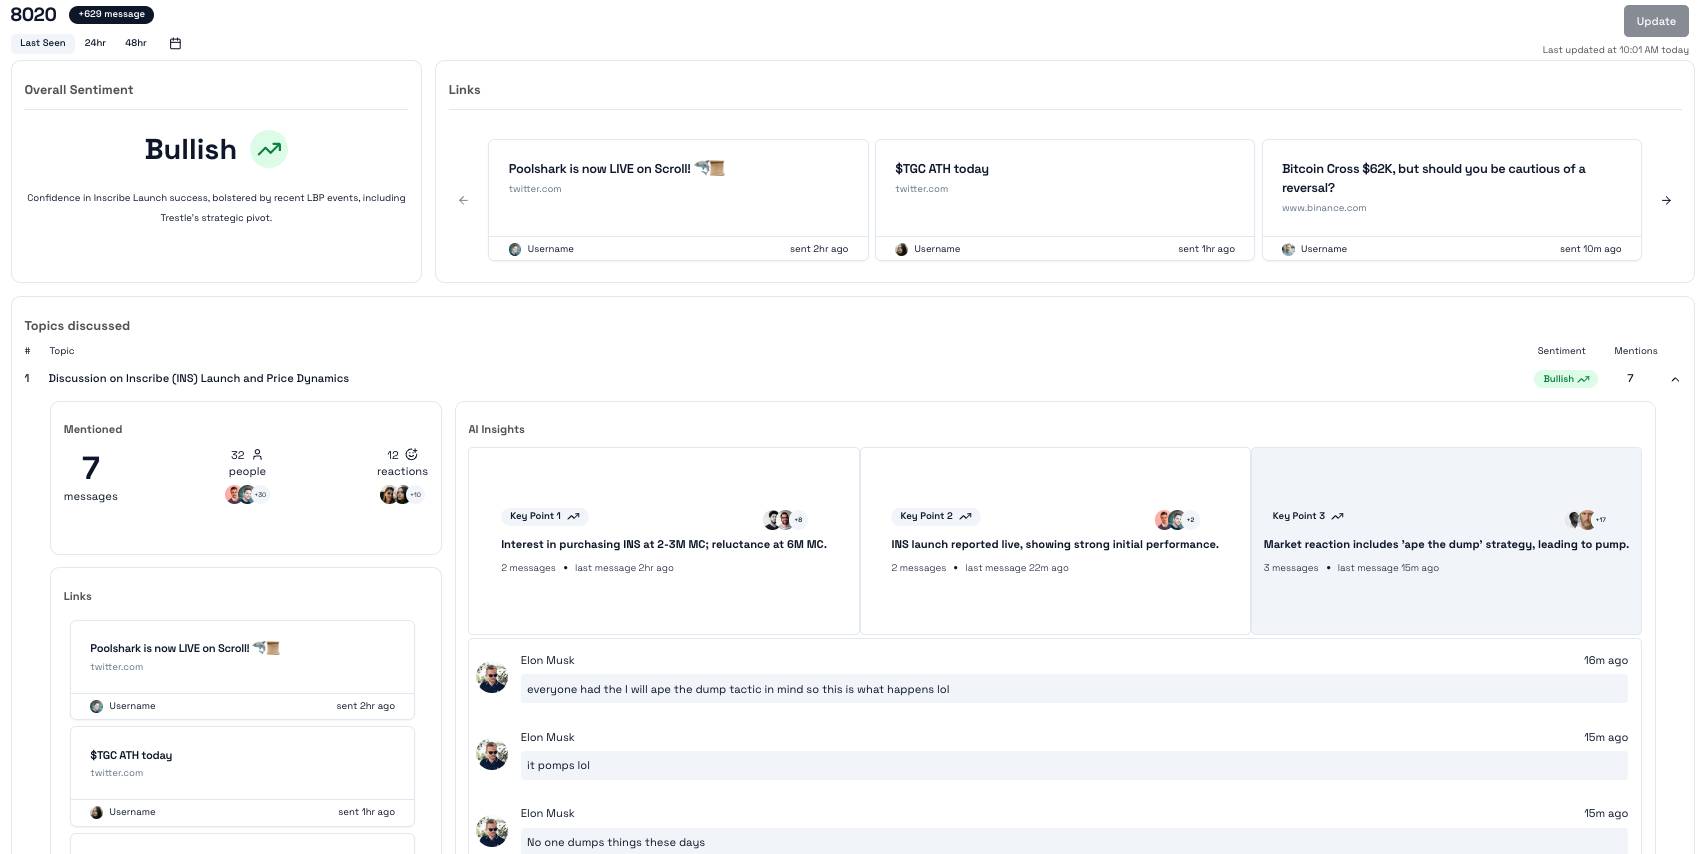 8020
+629 message
Update
Last Seen
24hr
48hr
Last updated at 10:01 AM today
Overall Sentiment
Bullish
Confidence in Inscribe Launch success, bolstered by recent LBP events, including
Trestle's strategic pivot.
Links
Poolshark is now LIVE on Scroll!
twitter.com
Username
sent 2hr ago
$TGC ATH today
twitter.com
Username
sent 1hr ago
Bitcoin Cross $62K, but should you be cautious of a
reversal?
www.binance.com
Username
sent 10m ago
Topics discussed
# Topic Sentiment Mentions
1 Discussion on Inscribe (INS) Launch and Price Dynamics Bullish 7
Mentioned
7
messages
32
people
+30
12
reactions
+10
Links
Poolshark is now LIVE on Scroll!
twitter.com
Username
sent 2hr ago
$TGC ATH today
twitter.com
Username
sent 1hr ago
AI Insights
Key Point 1
+8
Interest in purchasing INS at 2-3M MC; reluctance at 6M MC.
2 messages • last message 2hr ago
Key Point 2
+2
INS launch reported live, showing strong initial performance.
2 messages • last message 22m ago
Key Point 3
+17
Market reaction includes 'ape the dump' strategy, leading to pump.
3 messages • last message 15m ago
Elon Musk
16m ago
everyone had the I will ape the dump tactic in mind so this is what happens lol
Elon Musk
15m ago
it pomps lol
Elon Musk
15m ago
No one dumps things these days